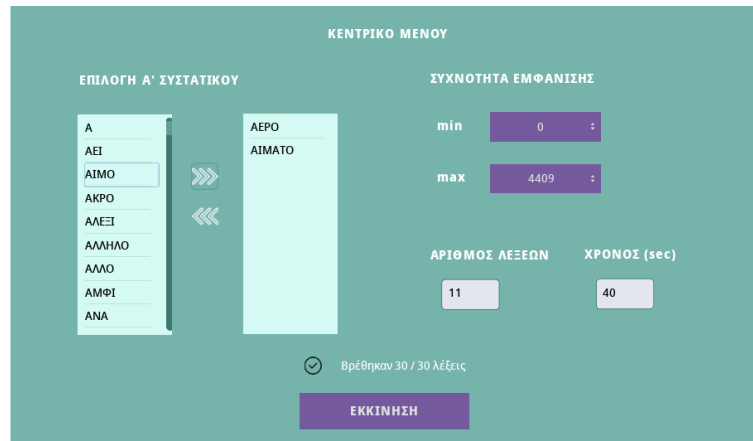 ΚΕΝΤΡΙΚΟ ΜΕΝΟΥ
ΕΠΙΛΟΓΗ Α' ΣΥΣΤΑΤΙΚΟΥ
Α
ΑΕΙ
ΑΙΜΟ
ΑΚΡΟ
ΑΛΕΞΙ
ΑΛΛΗΛΟ
ΑΛΛΟ
ΑΜΦΙ
ΑΝΑ
ΑΕΡΟ
ΑΙΜΑΤΟ
ΣΥΧΝΟΤΗΤΑ ΕΜΦΑΝΙΣΗΣ
min 0
max 4409
ΑΡΙΘΜΟΣ ΛΕΞΕΩΝ
11
ΧΡΟΝΟΣ (sec)
40
Βρέθηκαν 30 / 30 λέξεις
ΕΚΚΙΝΗΣΗ